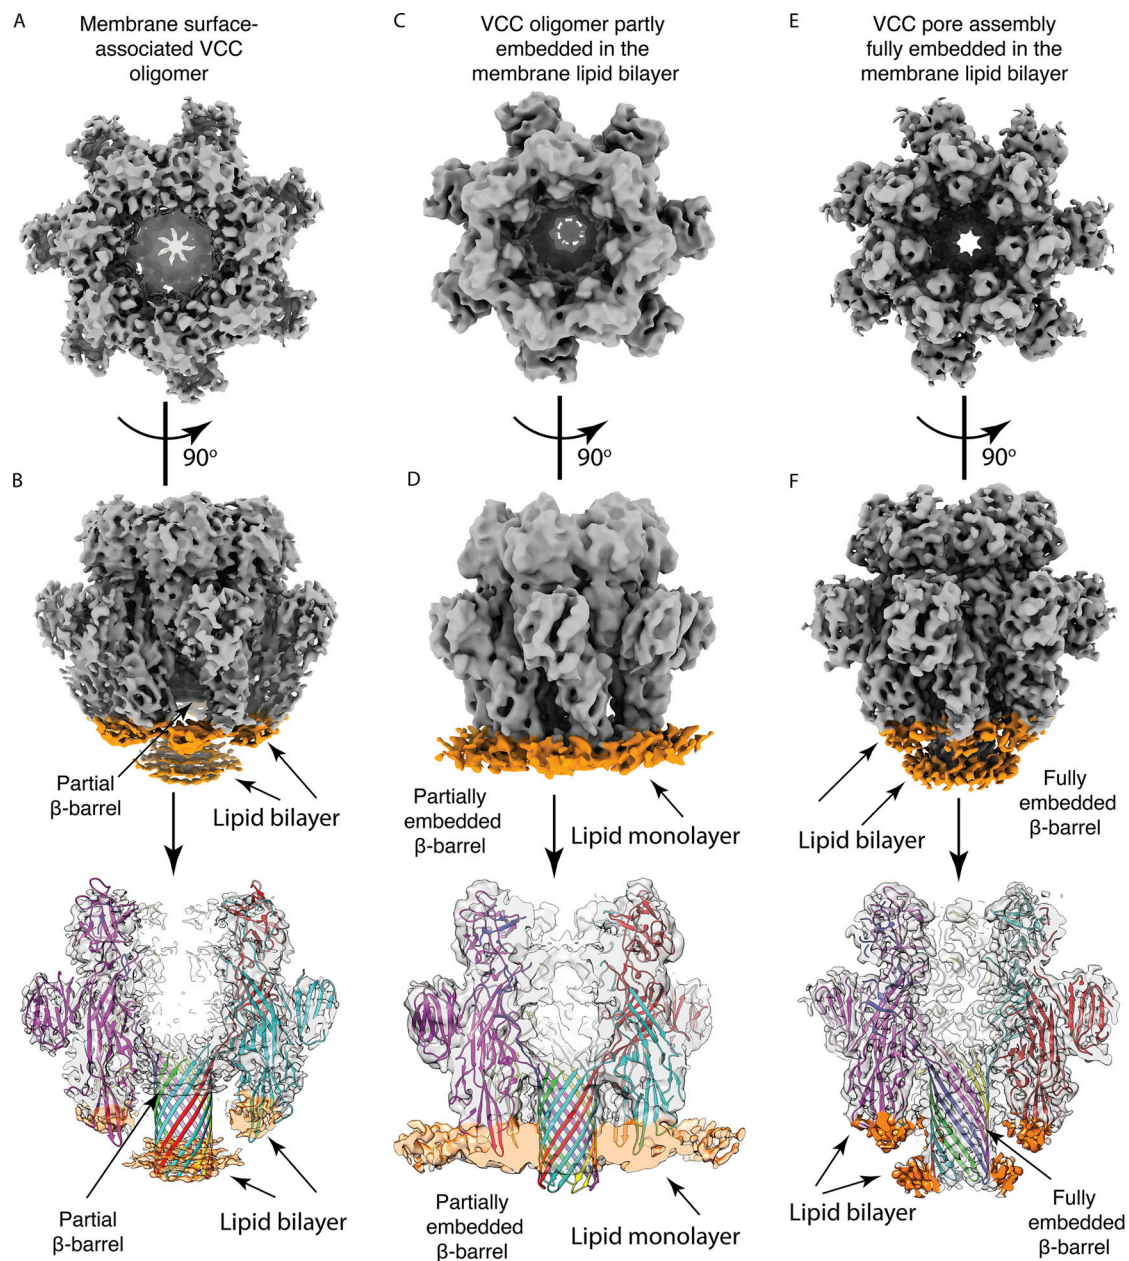 A
Membrane surface-
associated VCC
oligomer
C
VCC oligomer partly
embedded in the
membrane lipid bilayer
E
VCC pore assembly
fully embedded in the
membrane lipid bilayer
90°
90°
90°
B
Partial
β-barrel
Lipid bilayer
D
Partially
embedded
β-barrel
Lipid monolayer
F
Lipid bilayer
Fully
embedded
β-barrel
Partial
β-barrel
Lipid bilayer
Partially
embedded
β-barrel
Lipid monolayer
Lipid bilayer
Fully
embedded
β-barrel